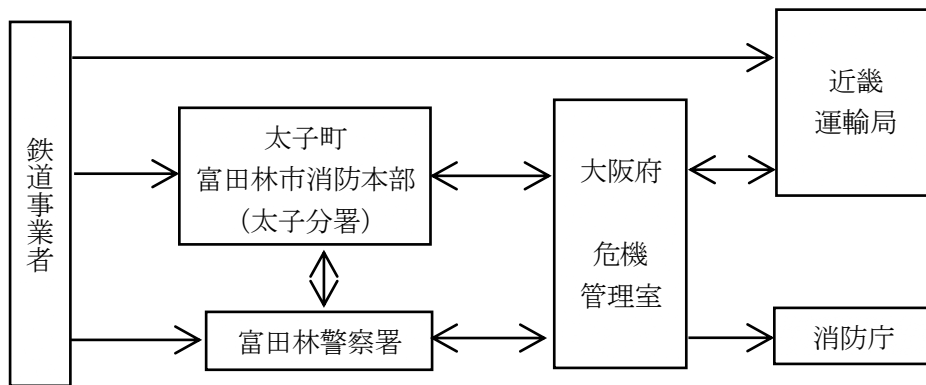 鉄道事業者
太子町
富田林市消防本部
（太子分署）
富田林警察署
大阪府
危機
管理室
近畿
運輸局
消防庁